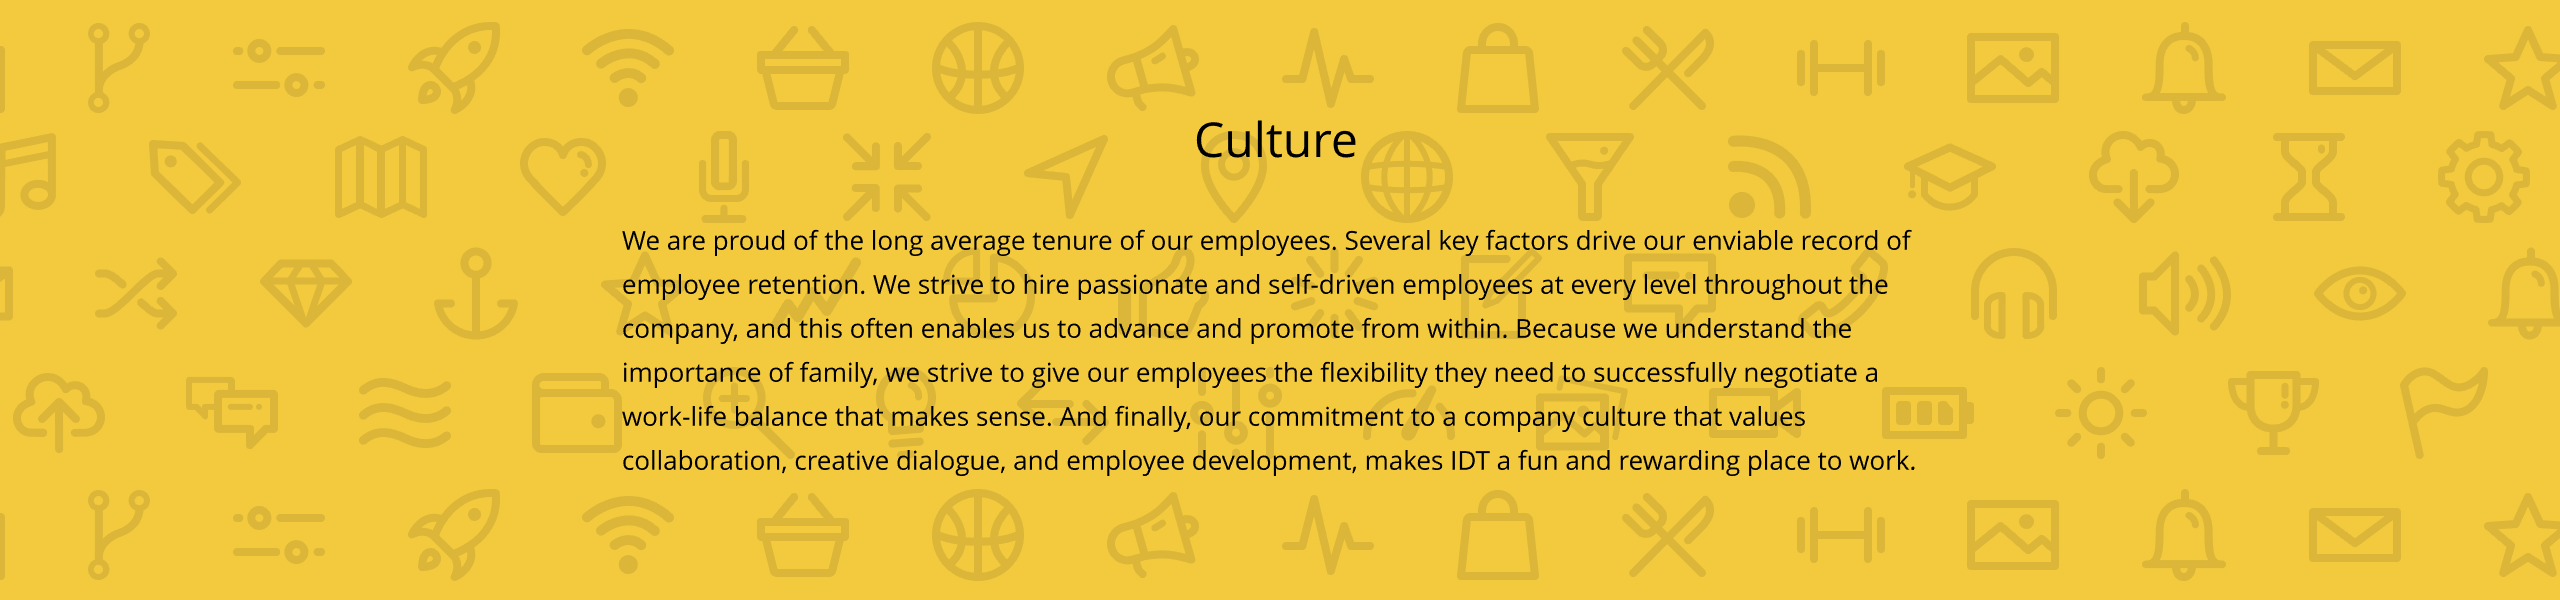 Culture
We are proud of the long average tenure of our employees. Several key factors drive our enviable record of
employee retention. We strive to hire passionate and self-driven employees at every level throughout the
company, and this often enables us to advance and promote from within. Because we understand the
importance of family, we strive to give our employees the flexibility they need to successfully negotiate a
work-life balance that makes sense. And finally, our commitment to a company culture that values
collaboration, creative dialogue, and employee development, makes IDT a fun and rewarding place to work.